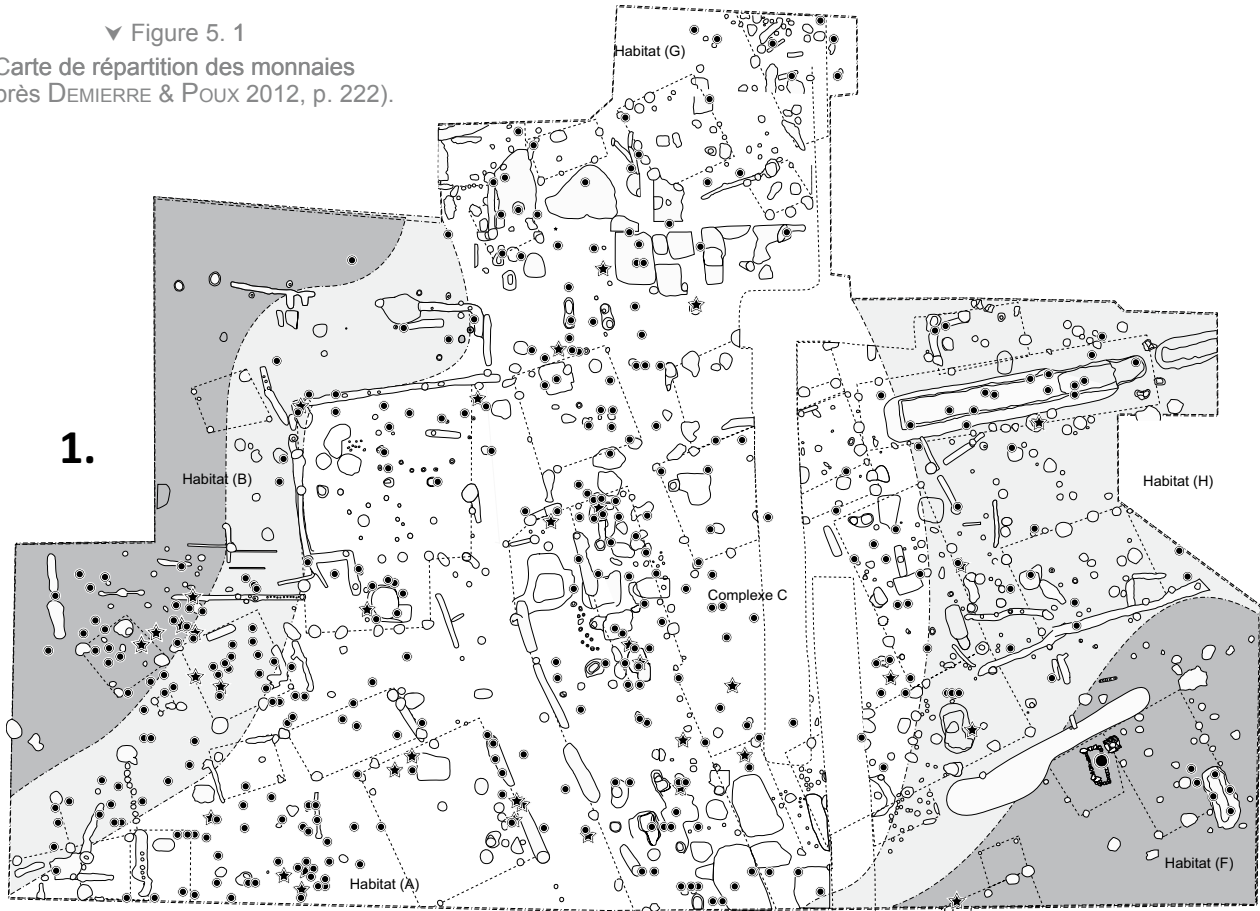 Figure 5. 1
Carte de répartition des monnaies
près DEMIERRE & POUX 2012, p. 222).
Habitat (G)
1.
Habitat (B)
Habitat (H)
Complexe C
Habitat (A)
Habitat (F)